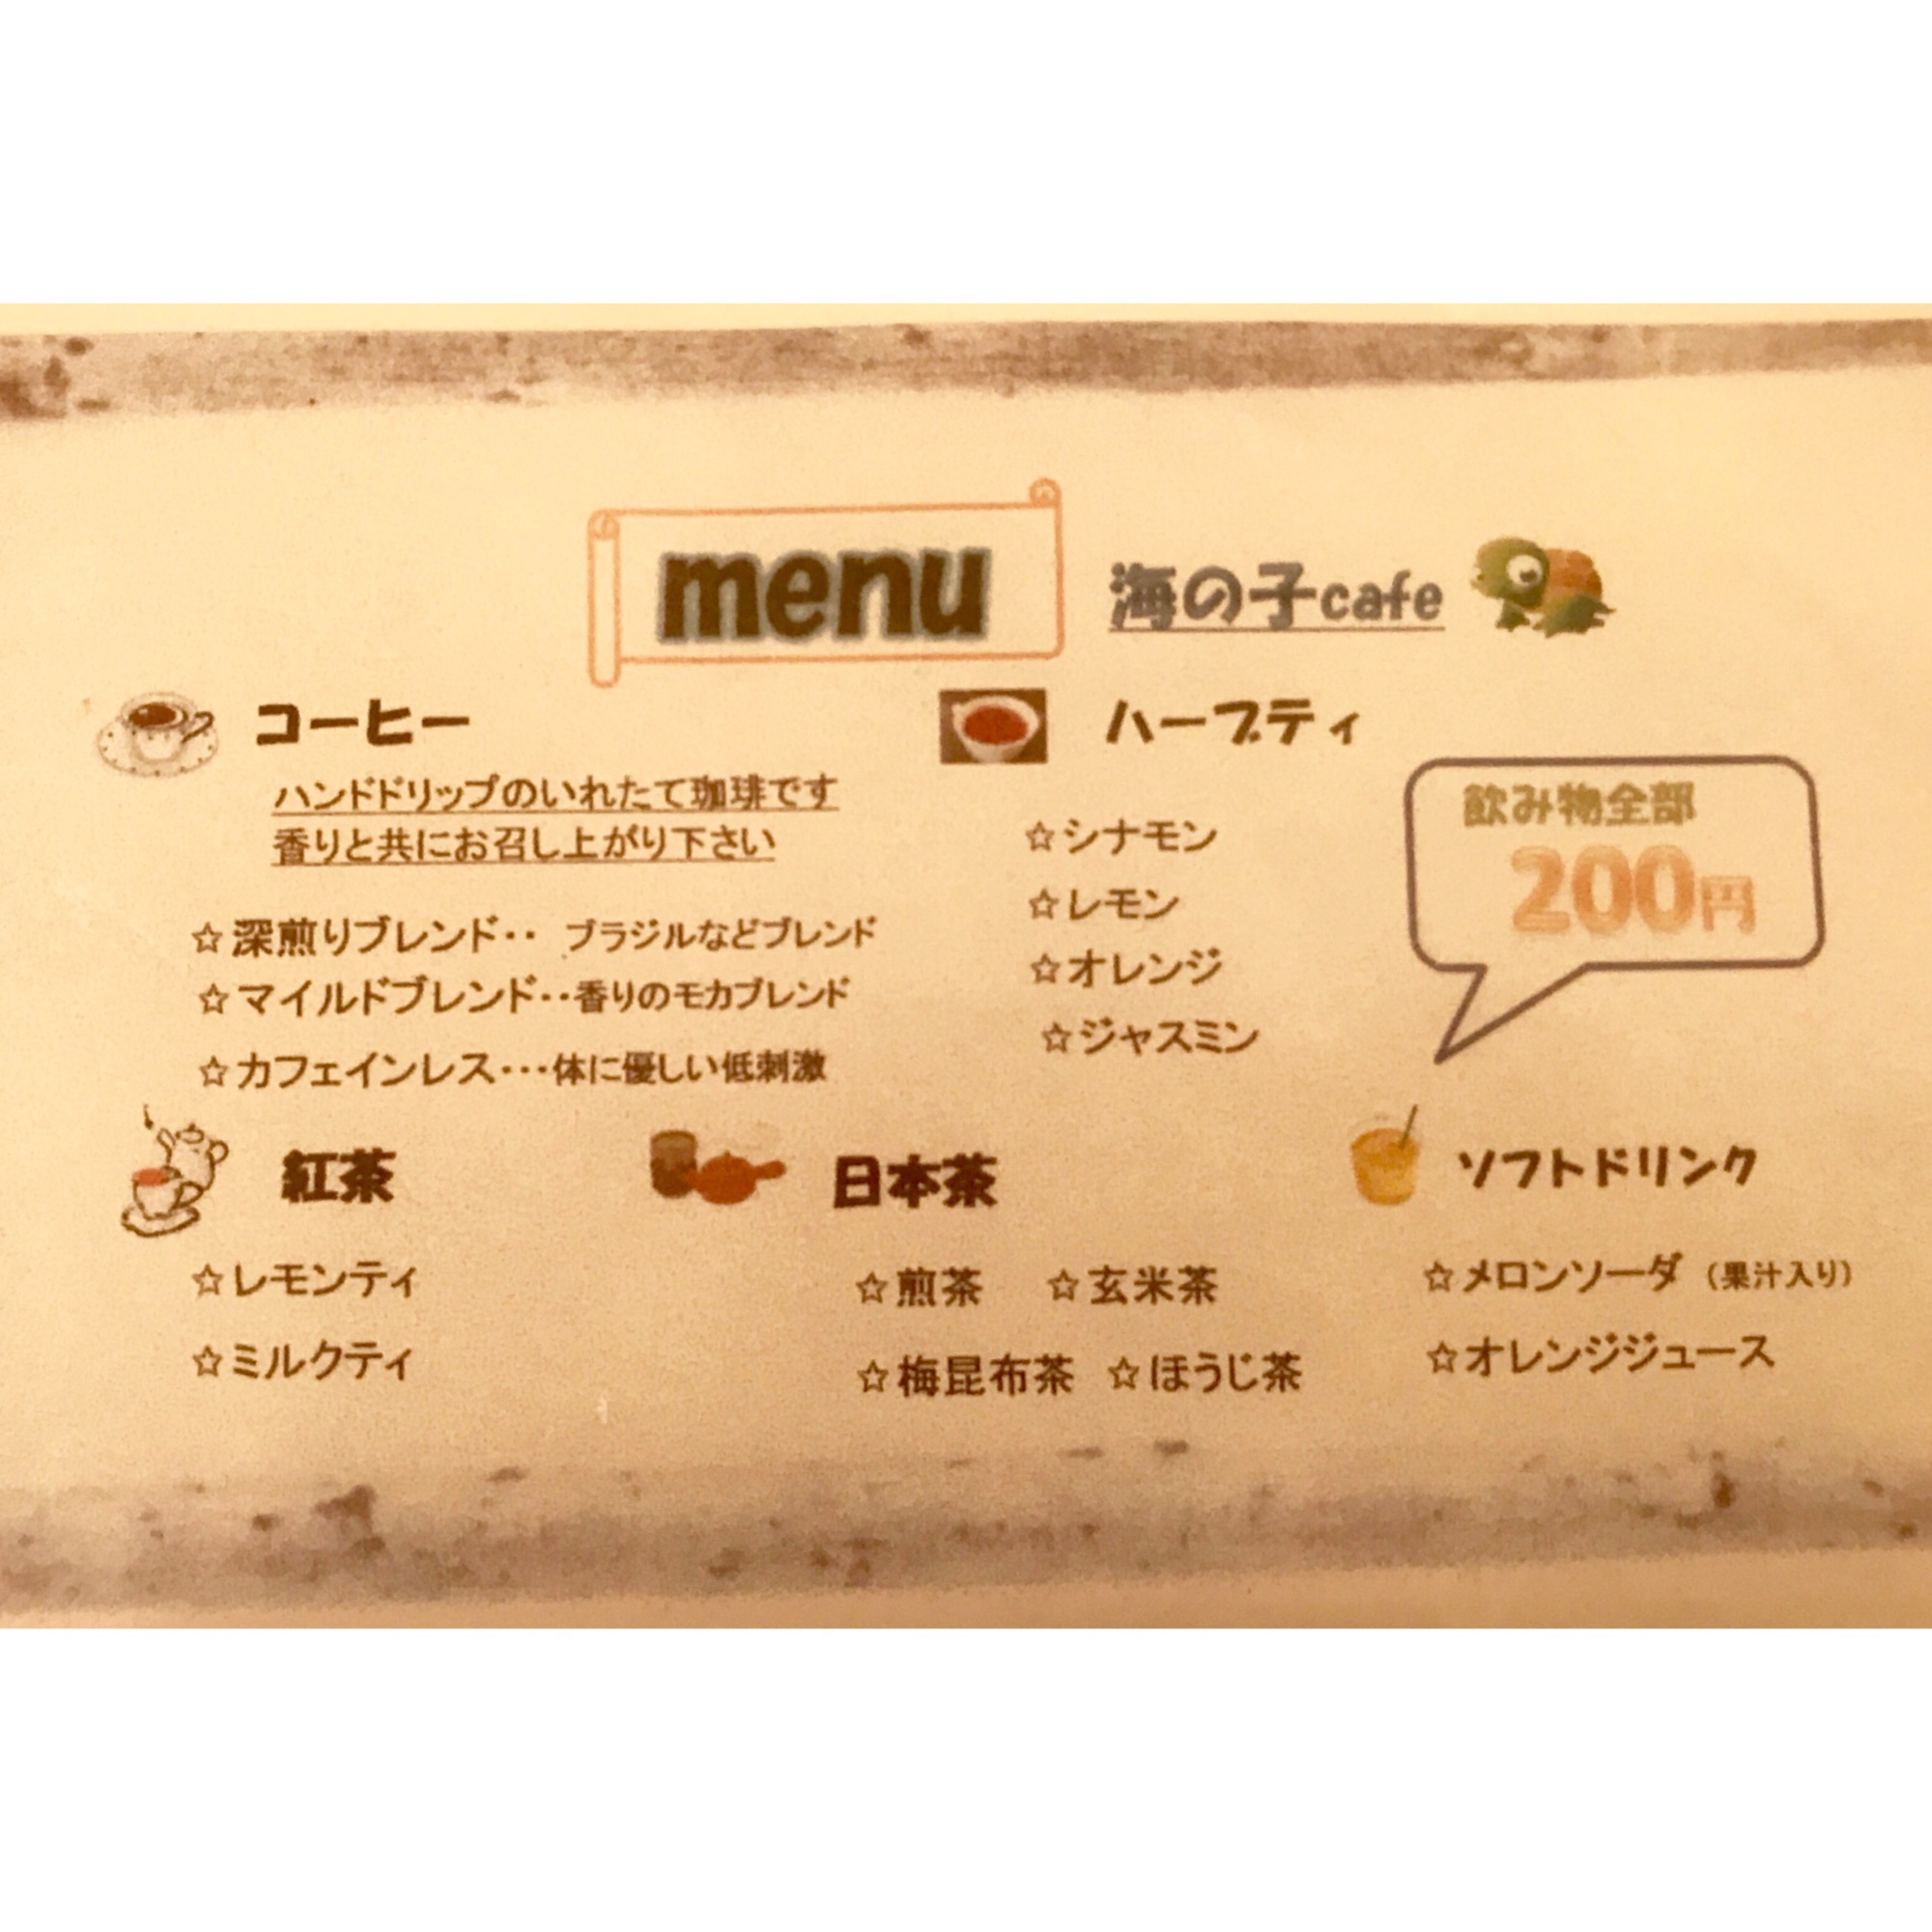 menu
海の子cafe
コーヒー
ハンドドリップのいれたて珈琲です
香りと共にお召し上がり下さい
☆深煎りブレンド・・ ブラジルなどブレンド
☆マイルドブレンド・・香りのモカブレンド
☆カフェインレス・・・体に優しい低刺激
ハーブティ
☆シナモン
☆レモン
☆オレンジ
☆ジャスミン
飲み物全部
200円
紅茶
☆レモンティ
☆ミルクティ
日本茶
☆煎茶 ☆玄米茶
☆梅昆布茶 ☆ほうじ茶
ソフトドリンク
☆メロンソーダ（果汁入り）
☆オレンジジュース